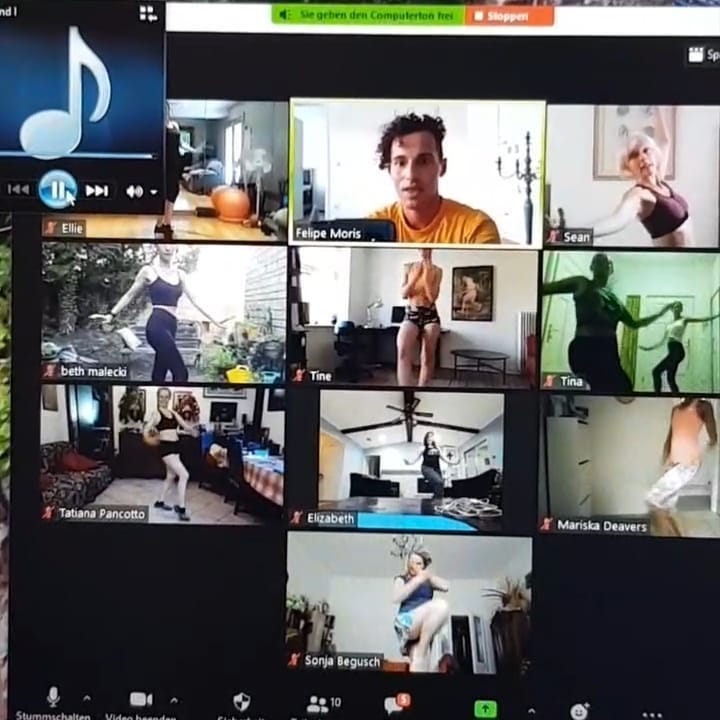 nd I
Sie geben den Computerton frei
Stoppen
Sp
Ellie
Felipe Moris
Sean
beth malecki
Tine
Tina
Tatiana Pancotto
Elizabeth
Mariska Deavers
Sonja Begusch
10
5
Stummschalten
Video beenden